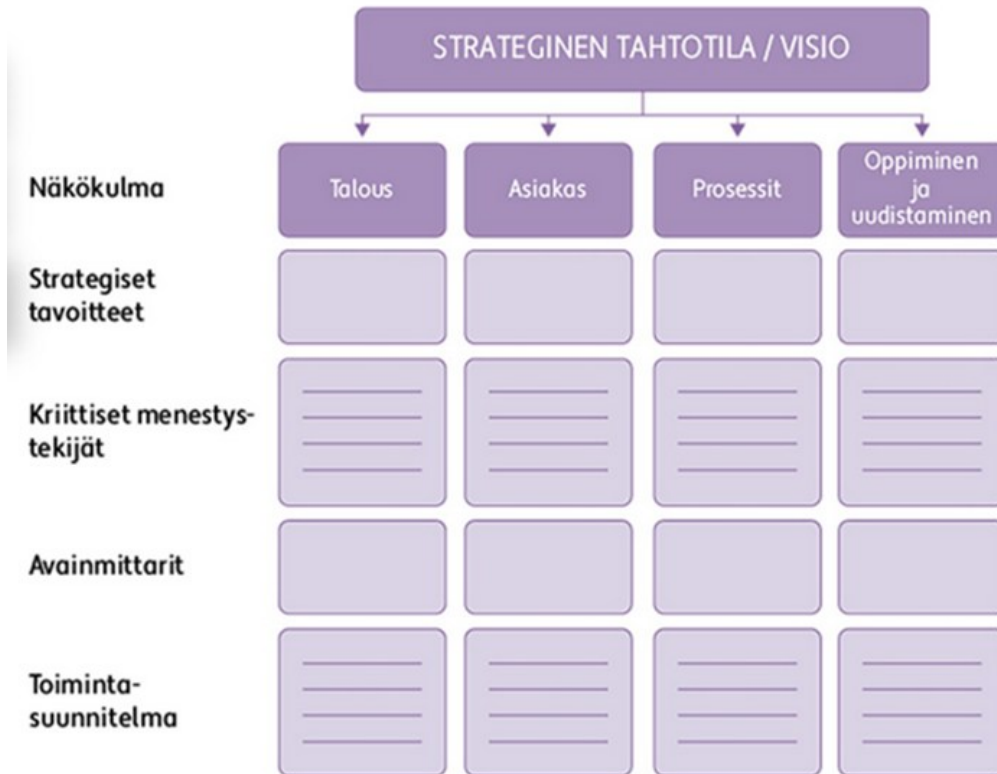 STRATEGINEN TAHTOTILA / VISIO
Näkökulma
Talous
Asiakas
Prosessit
Oppiminen
ja
uudistaminen
Strategiset
tavoitteet
Kriittiset menestys-
tekijät
Avainmittarit
Toiminta-
suunnitelma